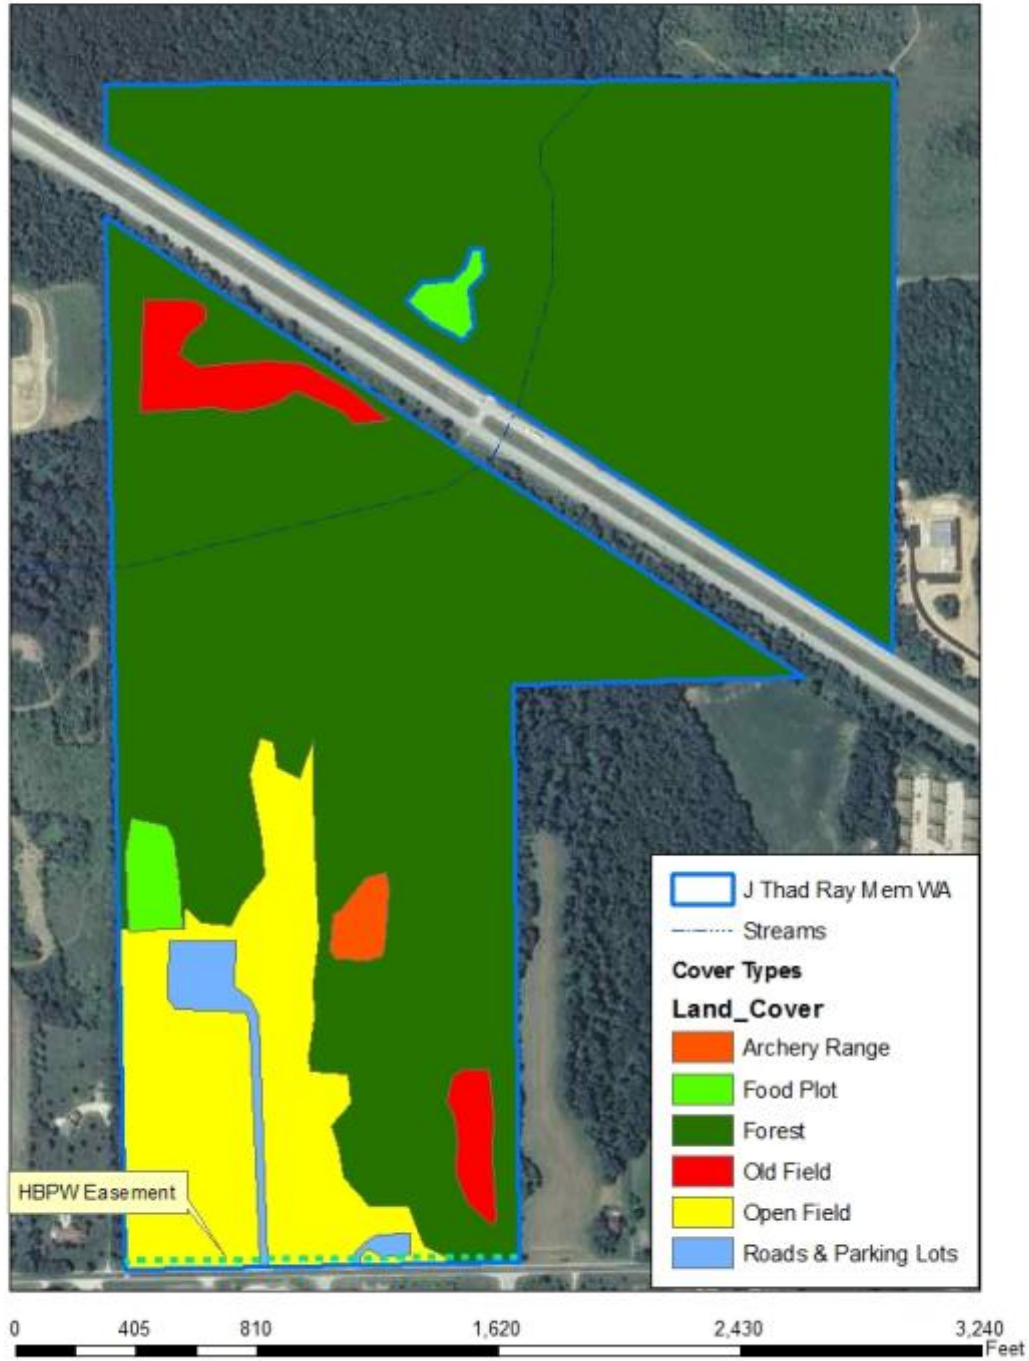 J Thad Ray Mem WA
Streams
Cover Types
Land_Cover
Archery Range
Food Plot
Forest
Old Field
Open Field
Roads & Parking Lots
HBPW Easement
0 405 810 1,620 2,430 3,240
Feet